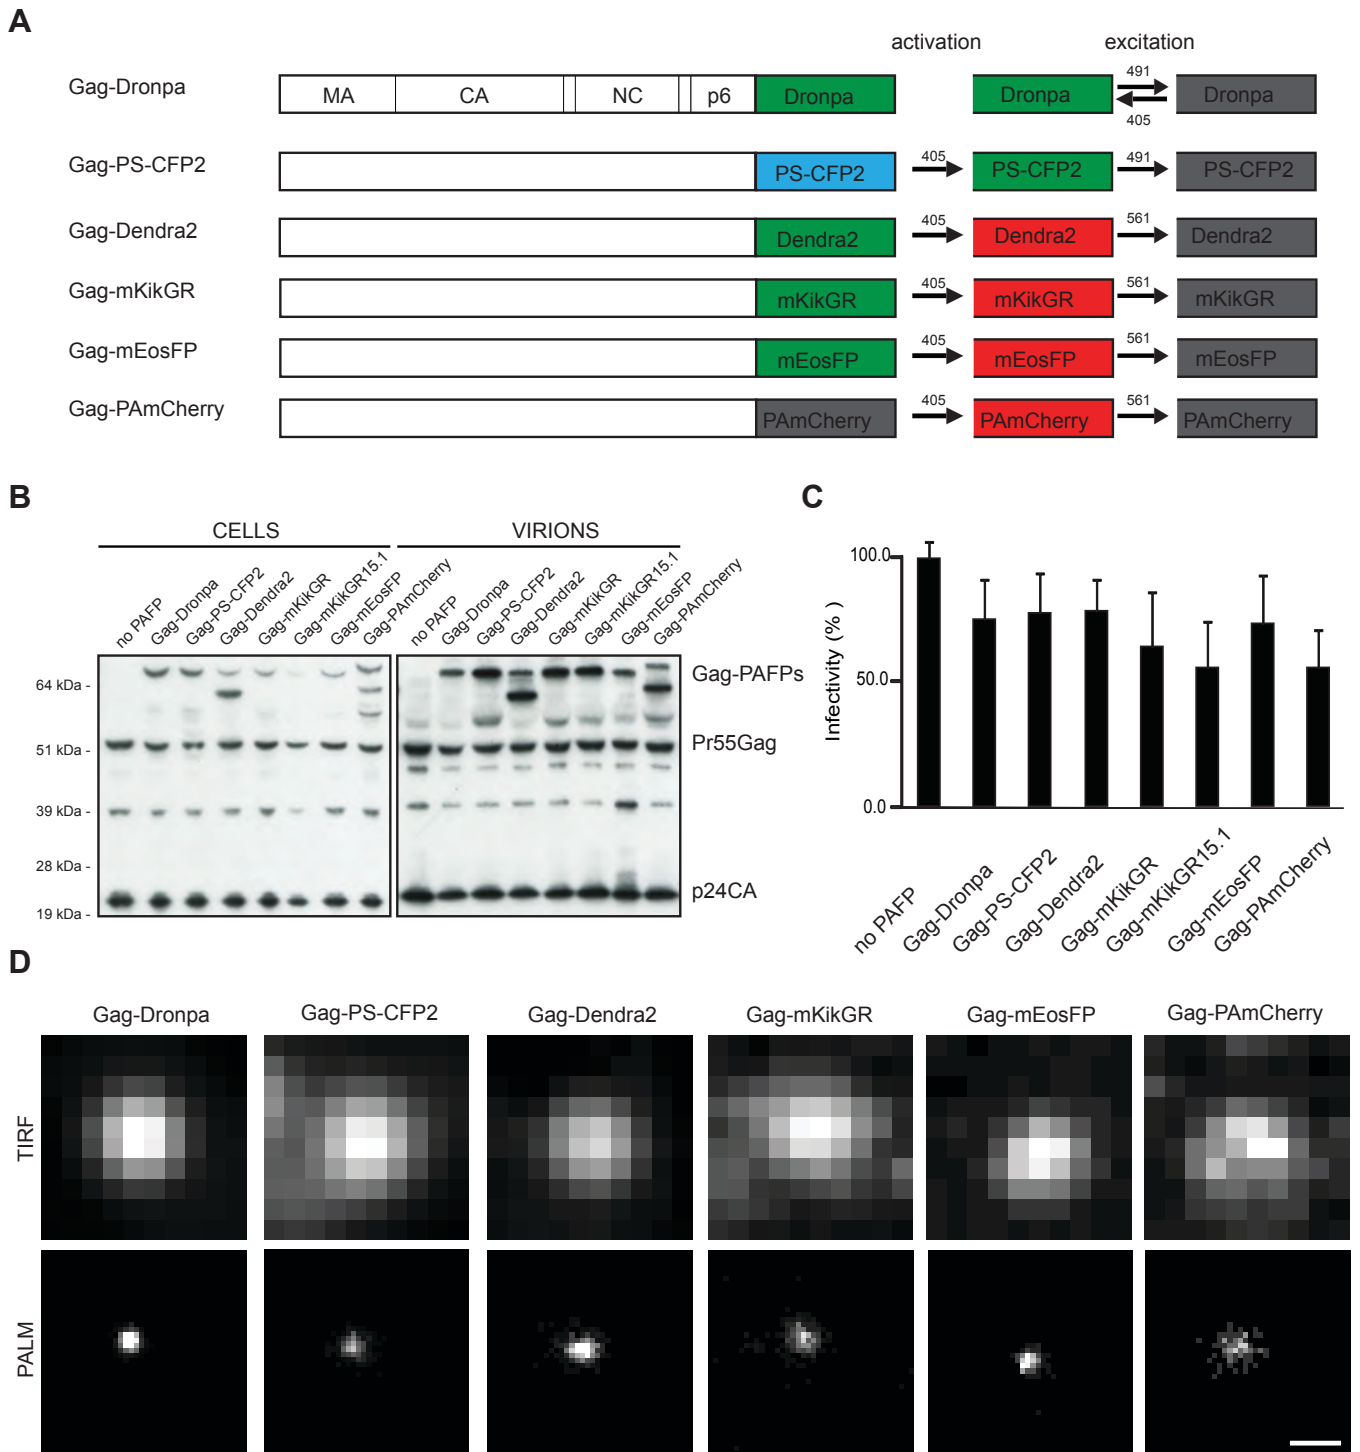 A
activation excitation
Gag-Dronpa MA CA NC p6 Dronpa Dronpa 491 405 Dronpa
Gag-PS-CFP2 PS-CFP2 405 PS-CFP2 491 PS-CFP2
Gag-Dendra2 Dendra2 405 Dendra2 561 Dendra2
Gag-mKikGR mKikGR 405 mKikGR 561 mKikGR
Gag-mEosFP mEosFP 405 mEosFP 561 mEosFP
Gag-PAmCherry PAmCherry 405 PAmCherry 561 PAmCherry
B
CELLS VIRIONS
no PAFP Gag-Dronpa Gag-PS-CFP2 Gag-Dendra2 Gag-mKikGR Gag-mKikGR15.1 Gag-mEosFP Gag-PAmCherry
no PAFP Gag-Dronpa Gag-PS-CFP2 Gag-Dendra2 Gag-mKikGR Gag-mKikGR15.1 Gag-mEosFP Gag-PAmCherry
64 kDa -
51 kDa -
39 kDa -
28 kDa -
19 kDa -
Gag-PAFPs
Pr55Gag
p24CA
C
Infectivity (% )
100.0
50.0
0.0
no PAFP Gag-Dronpa Gag-PS-CFP2 Gag-Dendra2 Gag-mKikGR Gag-mKikGR15.1 Gag-mEosFP Gag-PAmCherry
D
Gag-Dronpa Gag-PS-CFP2 Gag-Dendra2 Gag-mKikGR Gag-mEosFP Gag-PAmCherry
TIRF
PALM